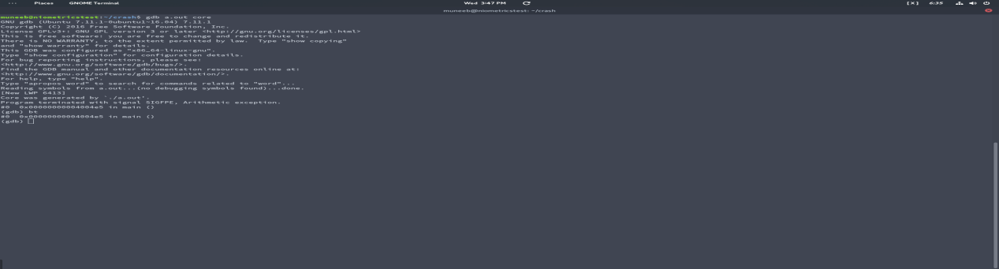 Places GNOME Terminal Wed 3:47 PM [X] 6:35
muneeb@niometricstest: ~/crash
muneeb@niometricstest:~/crash$ gdb a.out core
GNU gdb (Ubuntu 7.11.1-0ubuntu1~16.04) 7.11.1
Copyright (C) 2016 Free Software Foundation, Inc.
License GPLv3+: GNU GPL version 3 or later <http://gnu.org/licenses/gpl.html>
This is free software: you are free to change and redistribute it.
There is NO WARRANTY, to the extent permitted by law.  Type "show copying"
and "show warranty" for details.
This GDB was configured as "x86_64-linux-gnu".
Type "show configuration" for configuration details.
For bug reporting instructions, please see:
<http://www.gnu.org/software/gdb/bugs/>.
Find the GDB manual and other documentation resources online at:
<http://www.gnu.org/software/gdb/documentation/>.
For help, type "help".
Type "apropos word" to search for commands related to "word"...
Reading symbols from a.out...(no debugging symbols found)...done.
[New LWP 6413]
Core was generated by `./a.out'.
Program terminated with signal SIGFPE, Arithmetic exception.
#0  0x00000000004004e5 in main ()
(gdb) bt
#0  0x00000000004004e5 in main ()
(gdb)